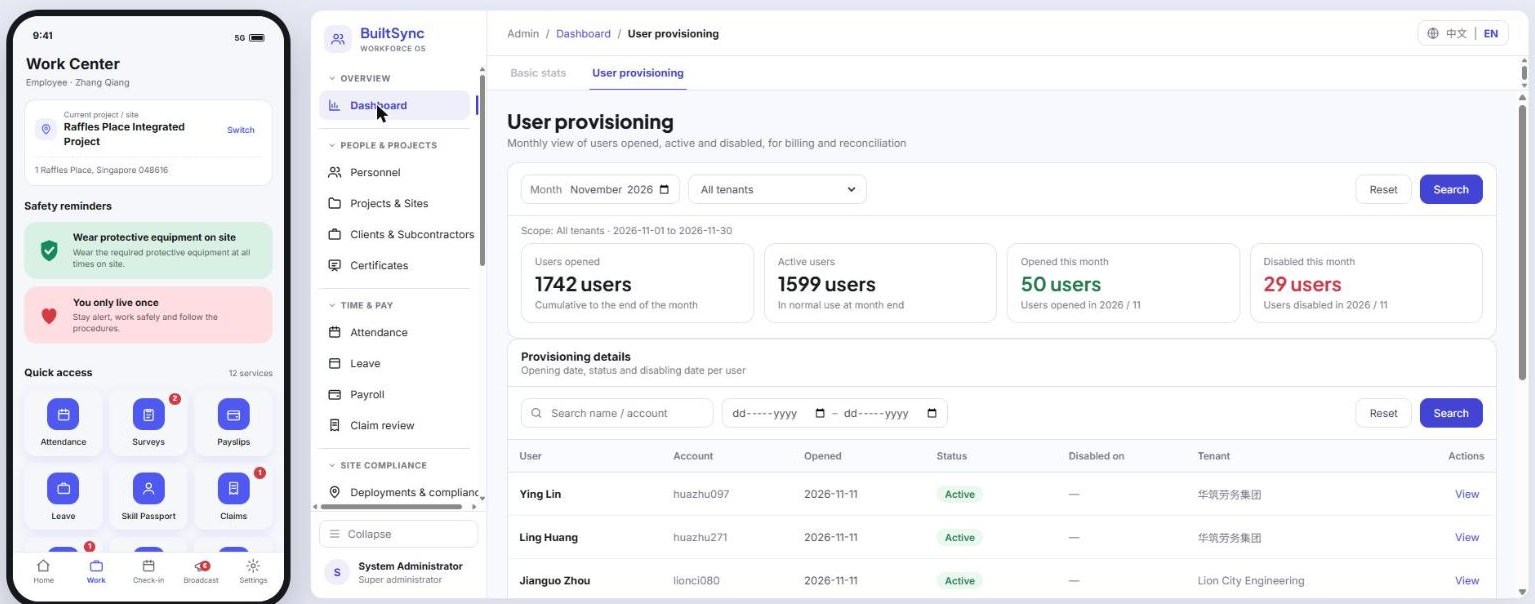 9:41
5G
Work Center
Employee · Zhang Qiang
Current project / site
Raffles Place Integrated
Project
Switch
1 Raffles Place, Singapore 048616
Safety reminders
Wear protective equipment on site
Wear the required protective equipment at all
times on site.
You only live once
Stay alert, work safely and follow the
procedures.
Quick access
12 services
2
Attendance
Surveys
Payslips
1
Leave
Skill Passport
Claims
1
6
Home
Work
Check-in
Broadcast
Settings
BuiltSync
WORKFORCE OS
OVERVIEW
Dashboard
PEOPLE & PROJECTS
Personnel
Projects & Sites
Clients & Subcontractors
Certificates
TIME & PAY
Attendance
Leave
Payroll
Claim review
SITE COMPLIANCE
Deployments & complianc
Collapse
S
System Administrator
Super administrator
Admin / Dashboard / User provisioning
中文 | EN
Basic stats
User provisioning
User provisioning
Monthly view of users opened, active and disabled, for billing and reconciliation
Month November 2026
All tenants
Reset
Search
Scope: All tenants · 2026-11-01 to 2026-11-30
Users opened
1742 users
Cumulative to the end of the month
Active users
1599 users
In normal use at month end
Opened this month
50 users
Users opened in 2026 / 11
Disabled this month
29 users
Users disabled in 2026 / 11
Provisioning details
Opening date, status and disabling date per user
Search name / account
dd-----yyyy – dd-----yyyy
Reset
Search
User Account Opened Status Disabled on Tenant Actions
Ying Lin huazhu097 2026-11-11 Active — 华筑劳务集团 View
Ling Huang huazhu271 2026-11-11 Active — 华筑劳务集团 View
Jianguo Zhou lionci080 2026-11-11 Active — Lion City Engineering View